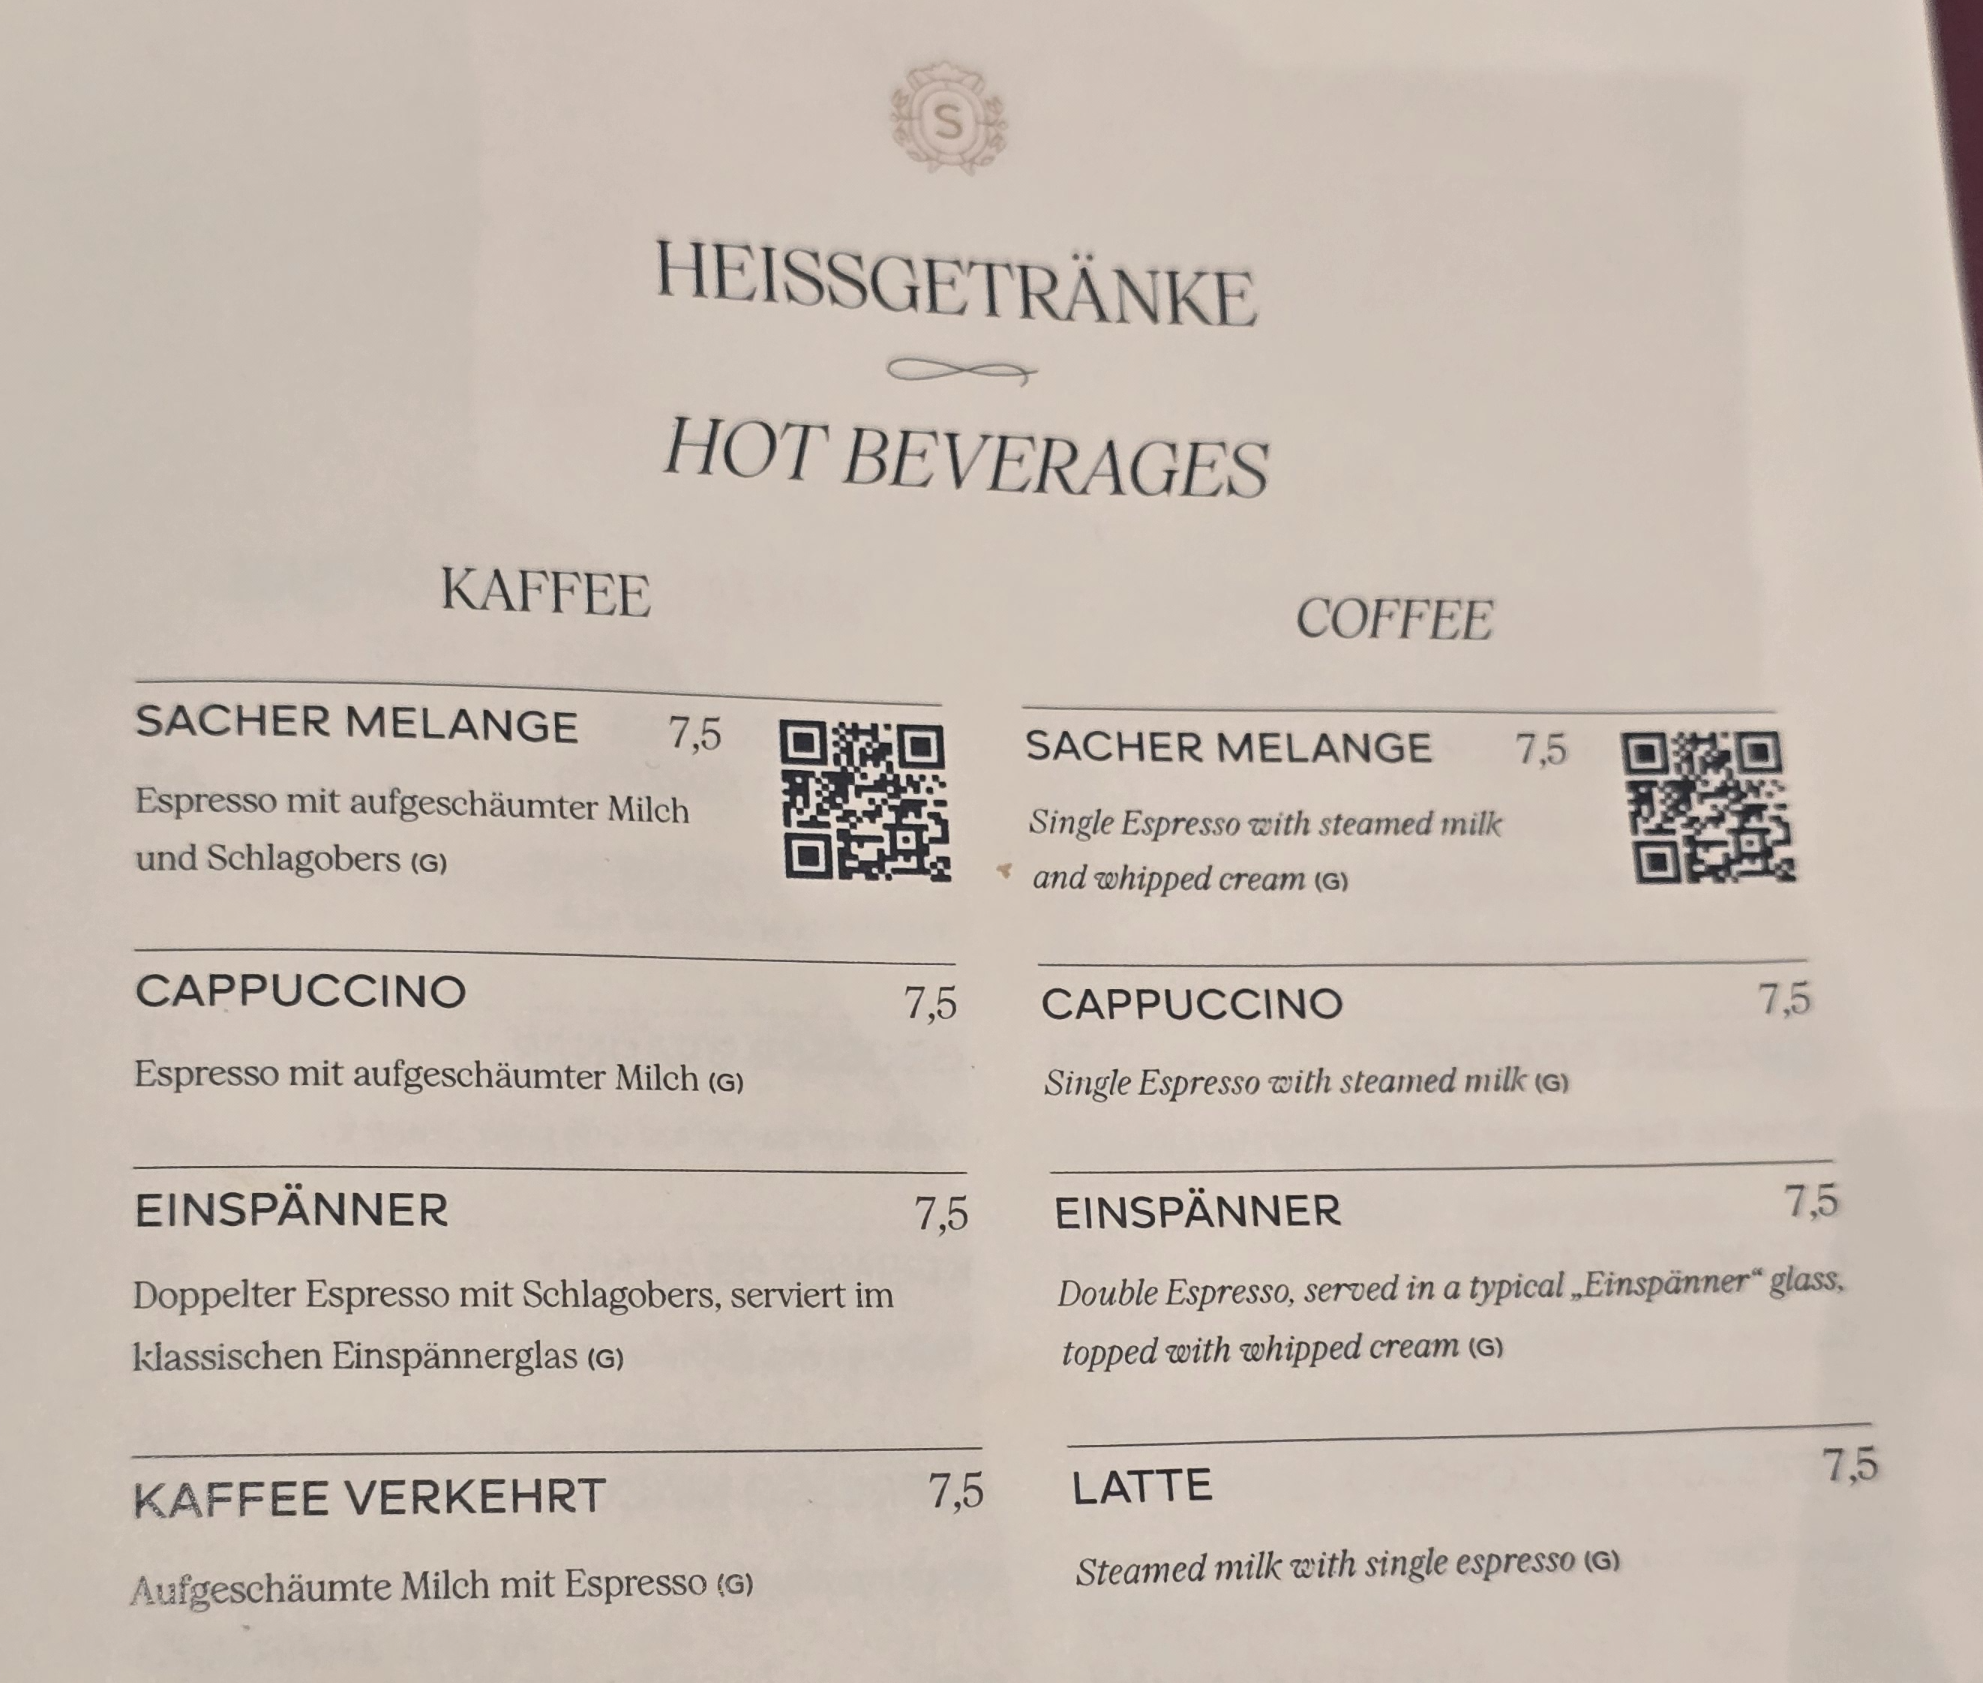 S
HEISSGETRÄNKE
HOT BEVERAGES
KAFFEE
SACHER MELANGE 7,5
Espresso mit aufgeschäumter Milch
und Schlagobers (G)
CAPPUCCINO 7,5
Espresso mit aufgeschäumter Milch (G)
EINSPÄNNER 7,5
Doppelter Espresso mit Schlagobers, serviert im
klassischen Einspännerglas (G)
KAFFEE VERKEHRT 7,5
Aufgeschäumte Milch mit Espresso (G)
COFFEE
SACHER MELANGE 7,5
Single Espresso with steamed milk
and whipped cream (G)
CAPPUCCINO 7,5
Single Espresso with steamed milk (G)
EINSPÄNNER 7,5
Double Espresso, served in a typical „Einspänner“ glass,
topped with whipped cream (G)
LATTE 7,5
Steamed milk with single espresso (G)